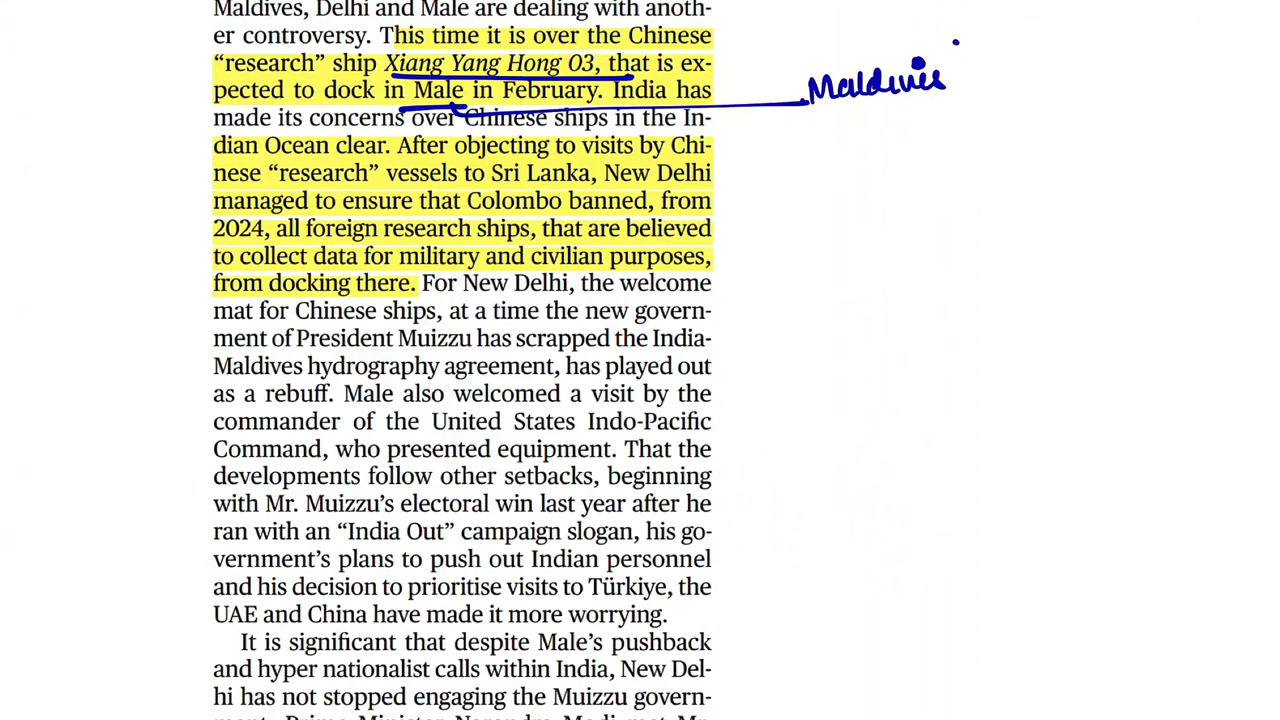 Maldives, Delhi and Male are dealing with anoth-
er controversy. This time it is over the Chinese
“research” ship Xiang Yang Hong O3, that is ex-
pected to dock in Male in February. India has
Maldivies
made its concerns over Chinese ships in the In-
dian Ocean clear. After objecting to visits by Chi-
nese “research” vessels to Sri Lanka, New Delhi
managed to ensure that Colombo banned, from
2024, all foreign research ships, that are believed
to collect data for military and civilian purposes,
from docking there. For New Delhi, the welcome
mat for Chinese ships, at a time the new govern-
ment of President Muizzu has scrapped the India-
Maldives hydrography agreement, has played out
as a rebuff. Male also welcomed a visit by the
commander of the United States Indo-Pacific
Command, who presented equipment. That the
developments follow other setbacks, beginning
with Mr. Muizzu’s electoral win last year after he
ran with an “India Out” campaign slogan, his go-
vernment’s plans to push out Indian personnel
and his decision to prioritise visits to Türkiye, the
UAE and China have made it more worrying.
It is significant that despite Male’s pushback
and hyper nationalist calls within India, New Del-
hi has not stopped engaging the Muizzu govern-
ment. Prime Minister Narendra Modi met Mr.